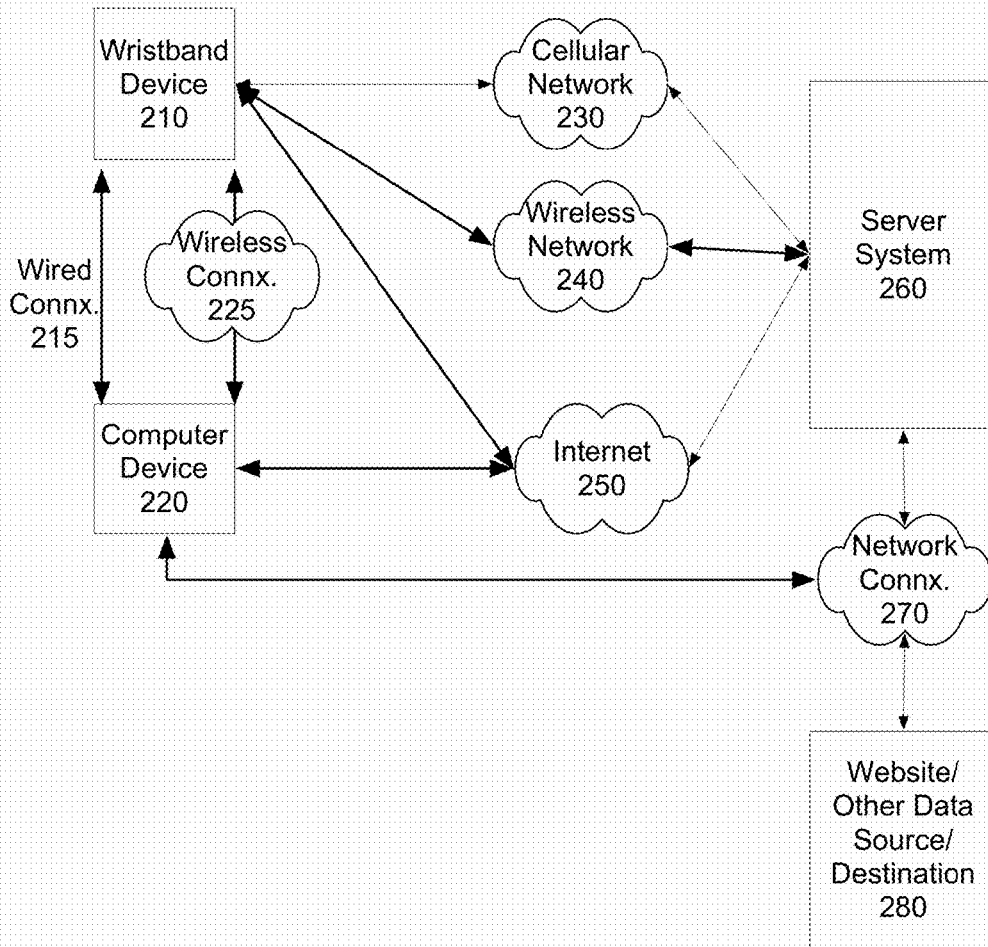 Wristband
Device
210
Cellular
Network
230
Server
System
260
Wireless
Network
240
Wired
Connx.
215
Wireless
Connx.
225
Computer
Device
220
Internet
250
Network
Connx.
270
Website/
Other Data
Source/
Destination
280